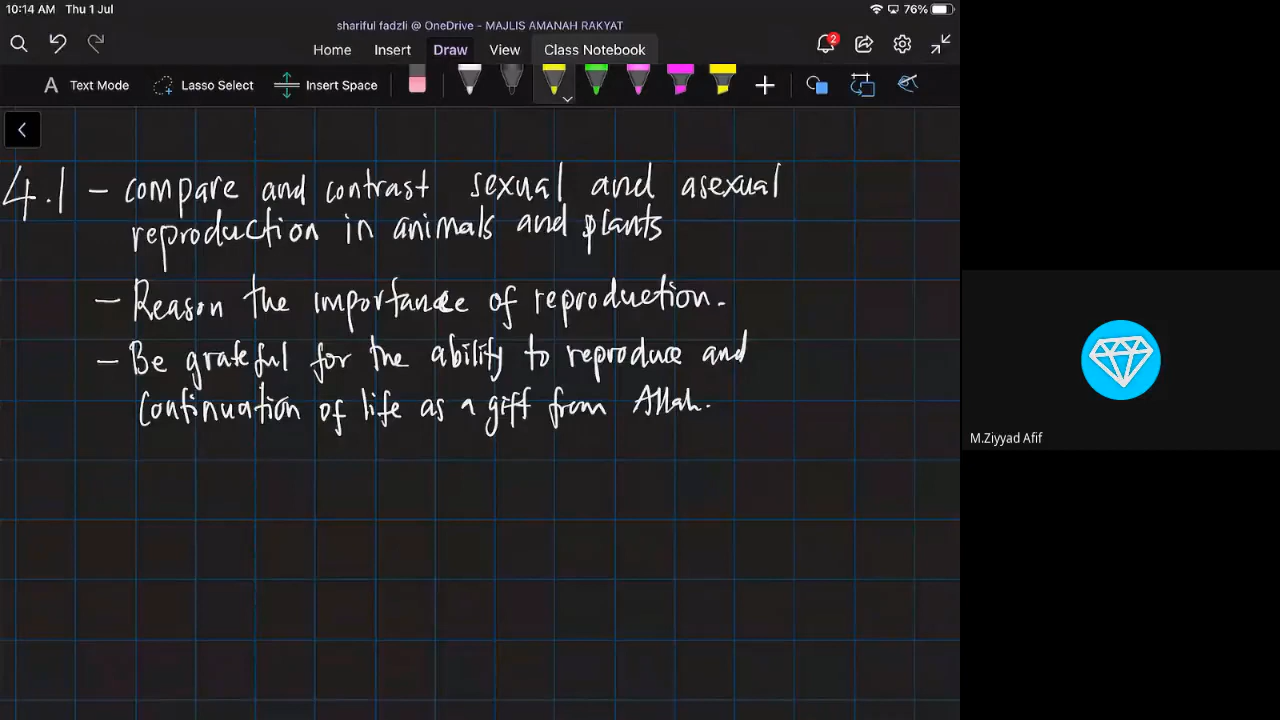 10:14 AM Thu 1 Jul
76%
shariful fadzli @ OneDrive - MAJLIS AMANAH RAKYAT
Home Insert Draw View Class Notebook
2
A Text Mode Lasso Select Insert Space
4.1 - compare and contrast sexual and asexual
reproduction in animals and plants
- Reason the importance of reproduction.
- Be grateful for the ability to reproduce and
continuation of life as a gift from Allah.
M.Ziyyad Afif